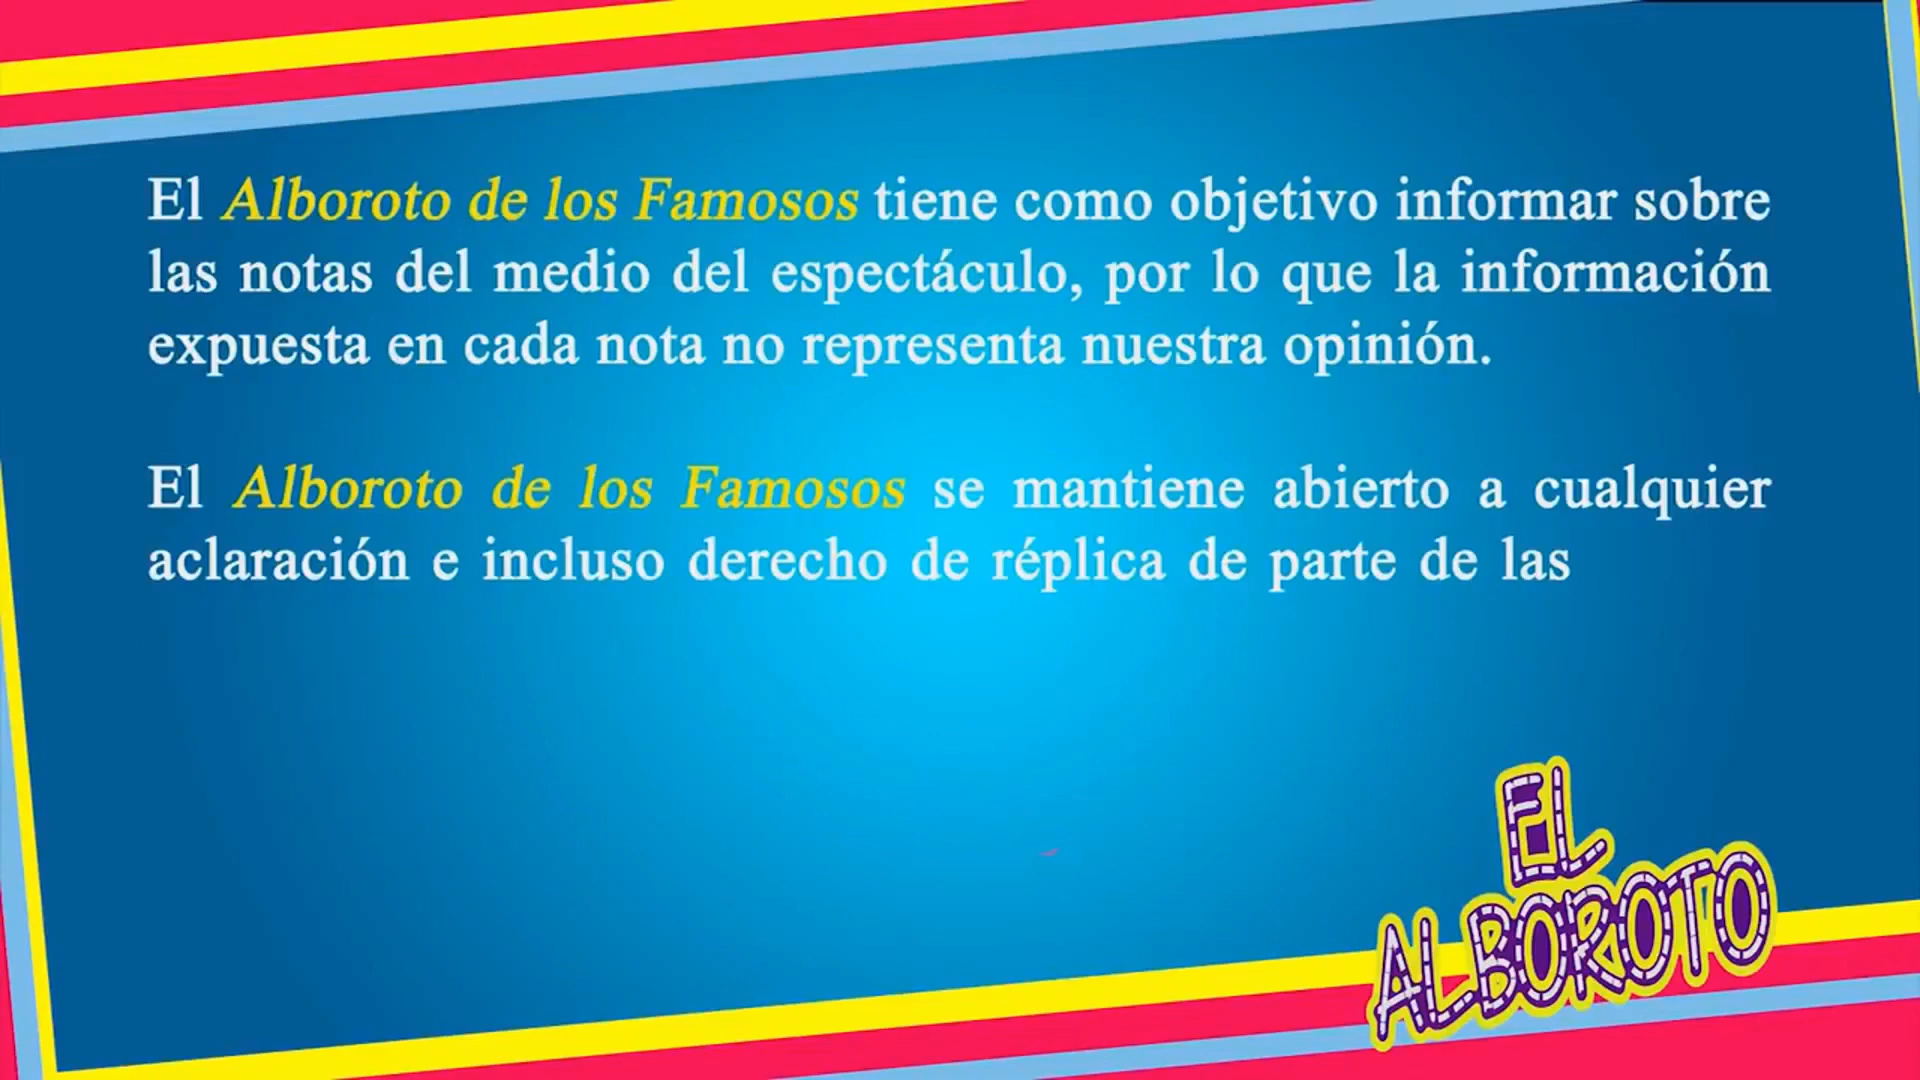 El Alboroto de los Famosos tiene como objetivo informar sobre
las notas del medio del espectáculo, por lo que la información
expuesta en cada nota no representa nuestra opinión.
El Alboroto de los Famosos se mantiene abierto a cualquier
aclaración e incluso derecho de réplica de parte de las
EL
ALBOROTO